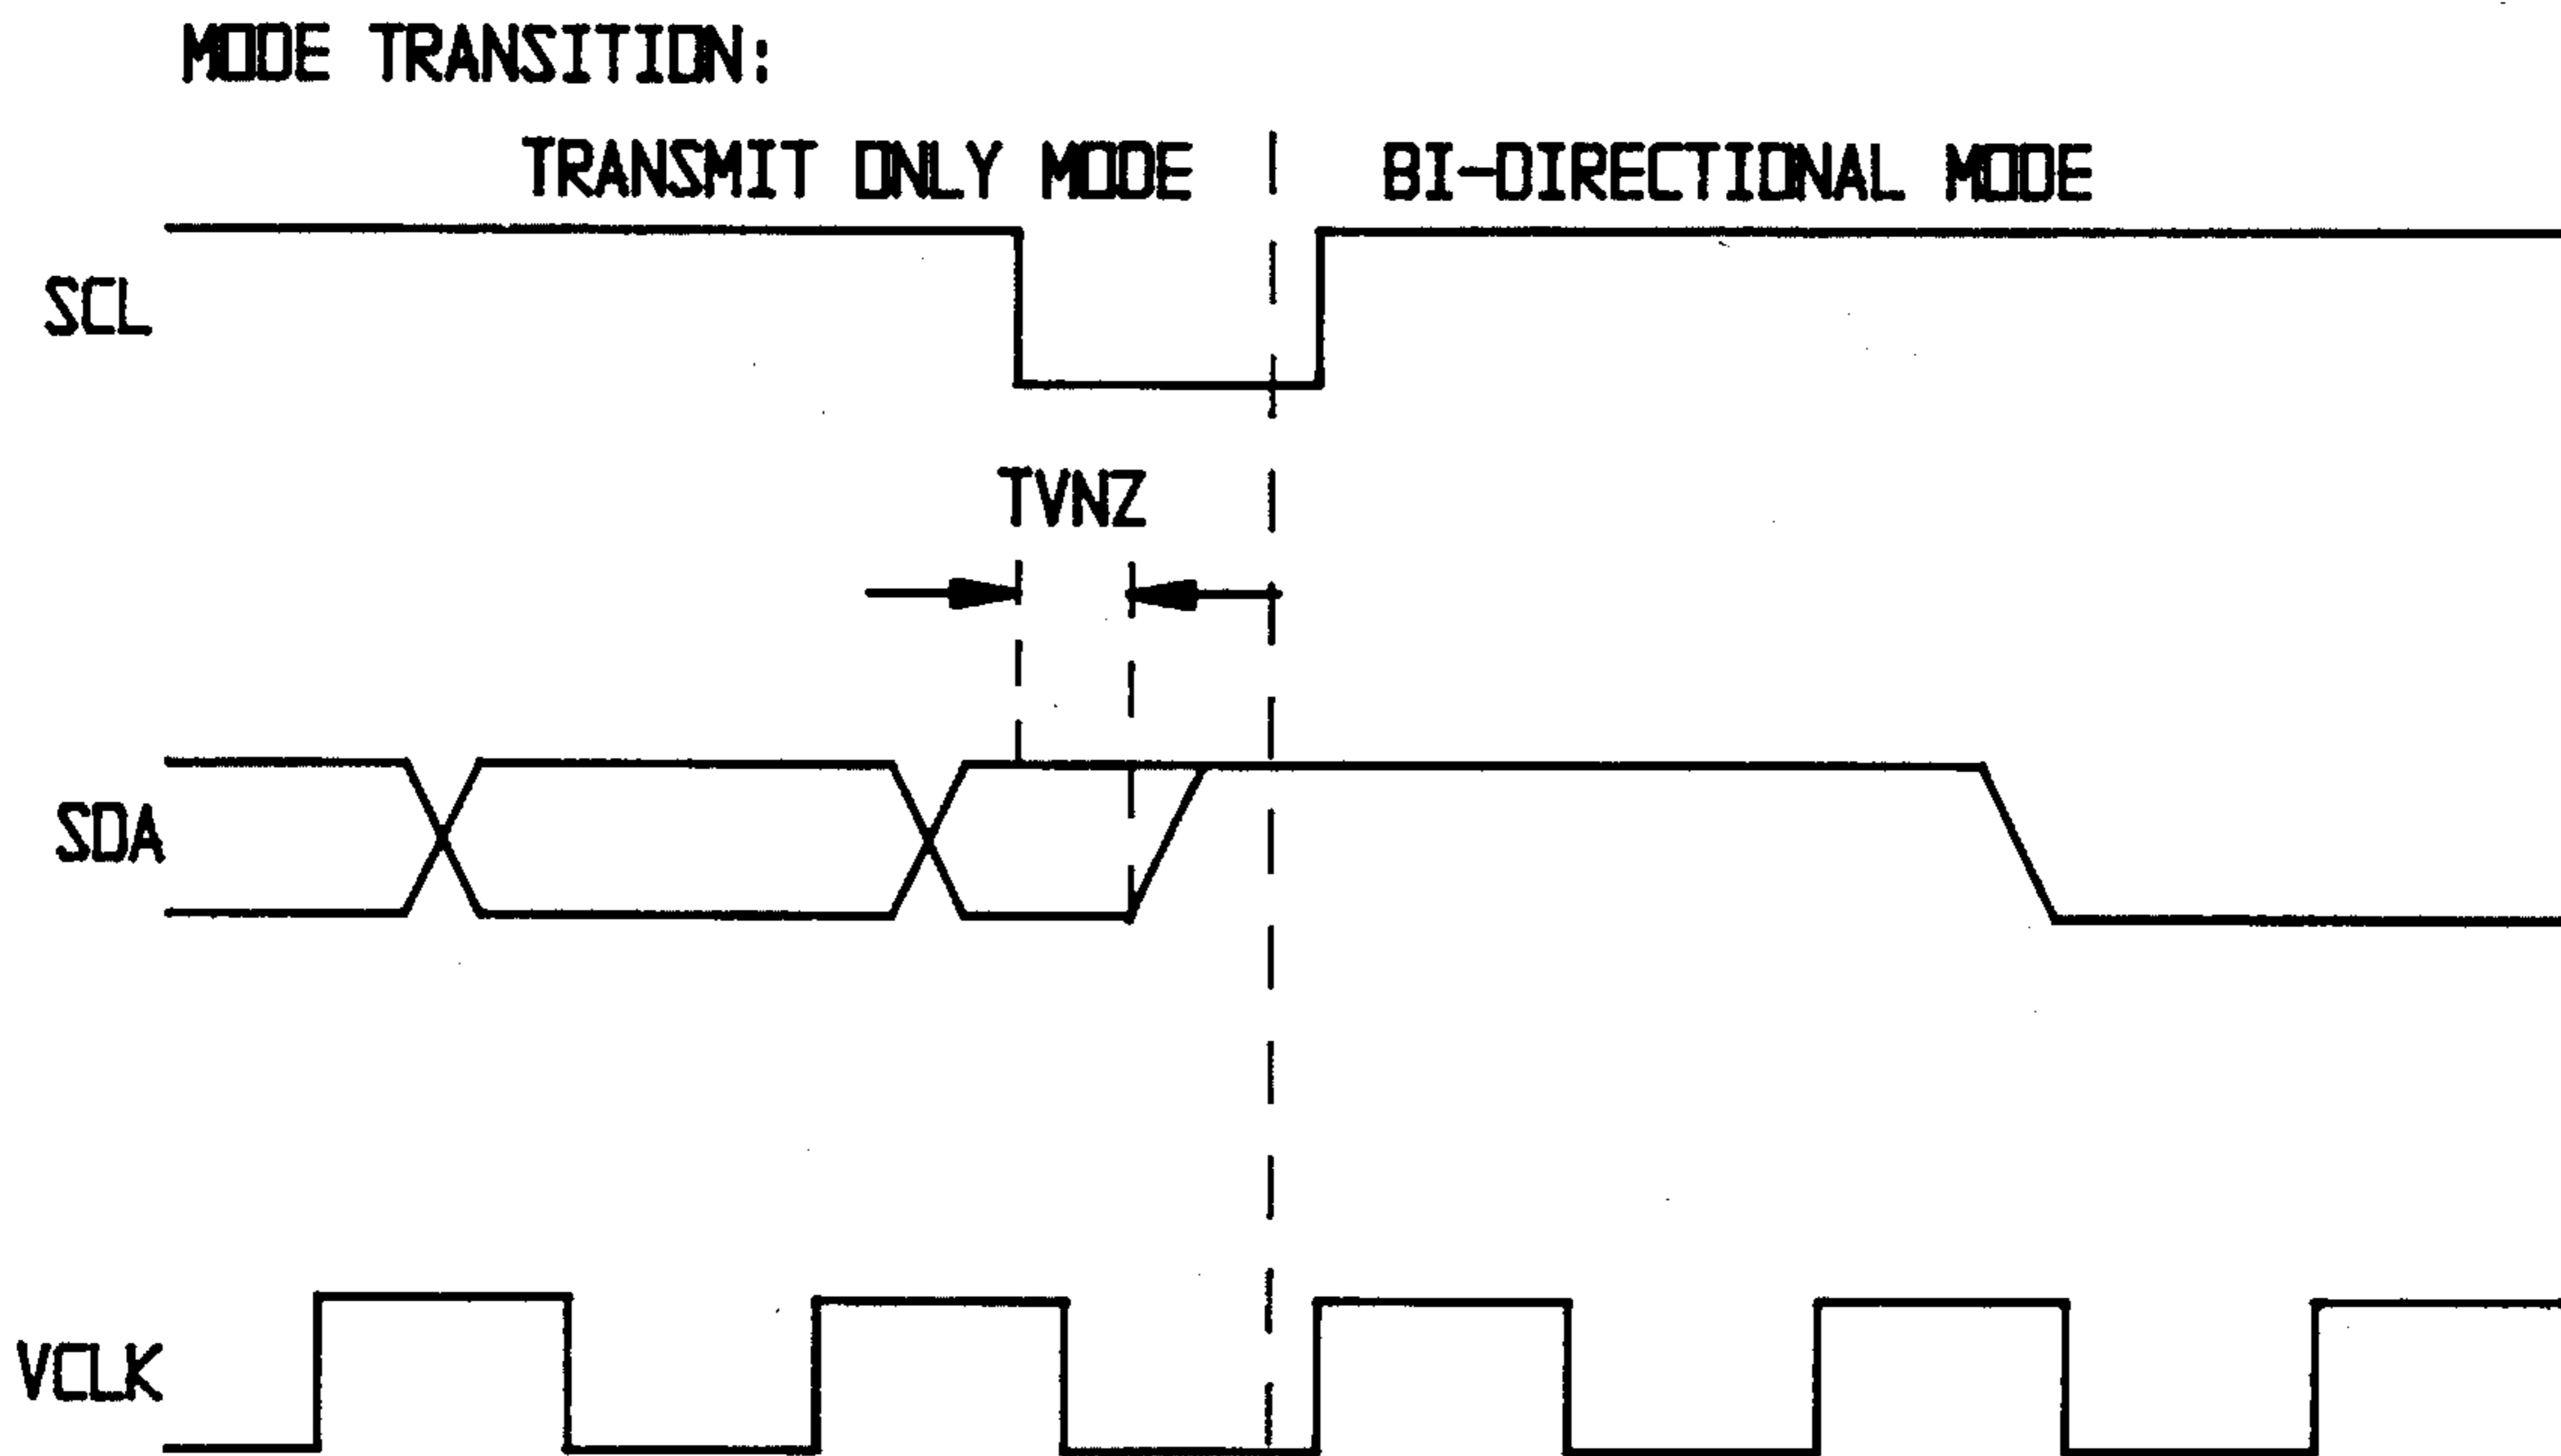 MODE TRANSITION:
TRANSMIT ONLY MODE
BI-DIRECTIONAL MODE
SCL
TVNZ
SDA
VCLK